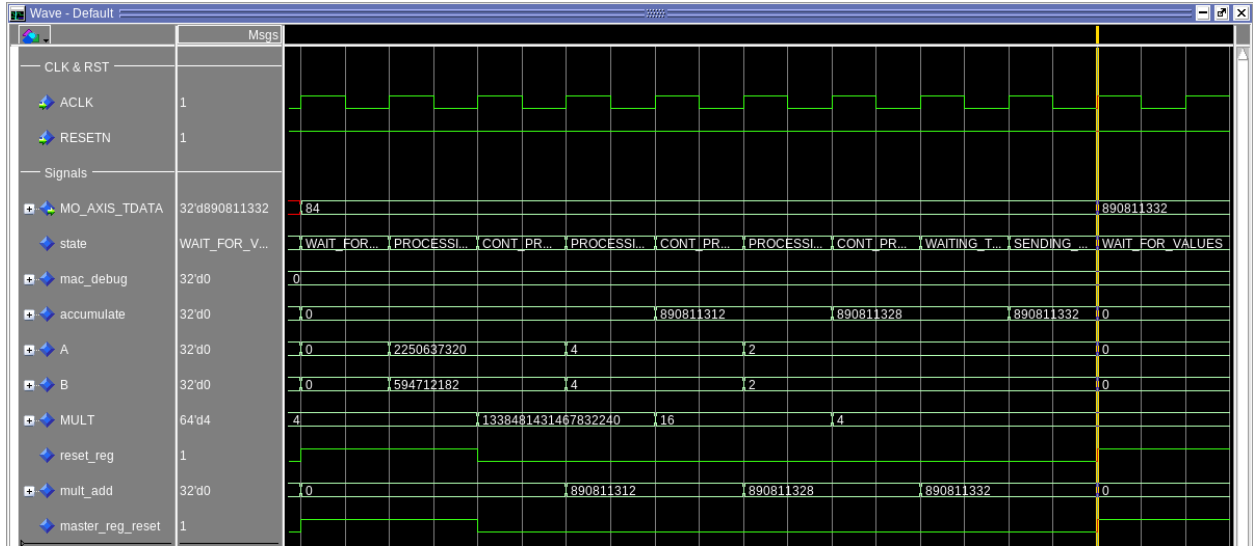 Wave - Default
Msgs
CLK & RST
ACLK 1
RESETN 1
Signals
MO_AXIS_TDATA 32'd890811332 84 890811332
state WAIT_FOR_V... WAIT_FOR... PROCESSI... CONT_PR... PROCESSI... CONT_PR... PROCESSI... CONT_PR... WAITING_T... SENDING_... WAIT_FOR_VALUES
mac_debug 32'd0 0
accumulate 32'd0 0 890811312 890811328 890811332 0
A 32'd0 0 2250637320 4 2 0
B 32'd0 0 594712182 4 2 0
MULT 64'd4 4 1338481431467832240 16 4
reset_reg 1
mult_add 32'd0 0 890811312 890811328 890811332 0
master_reg_reset 1